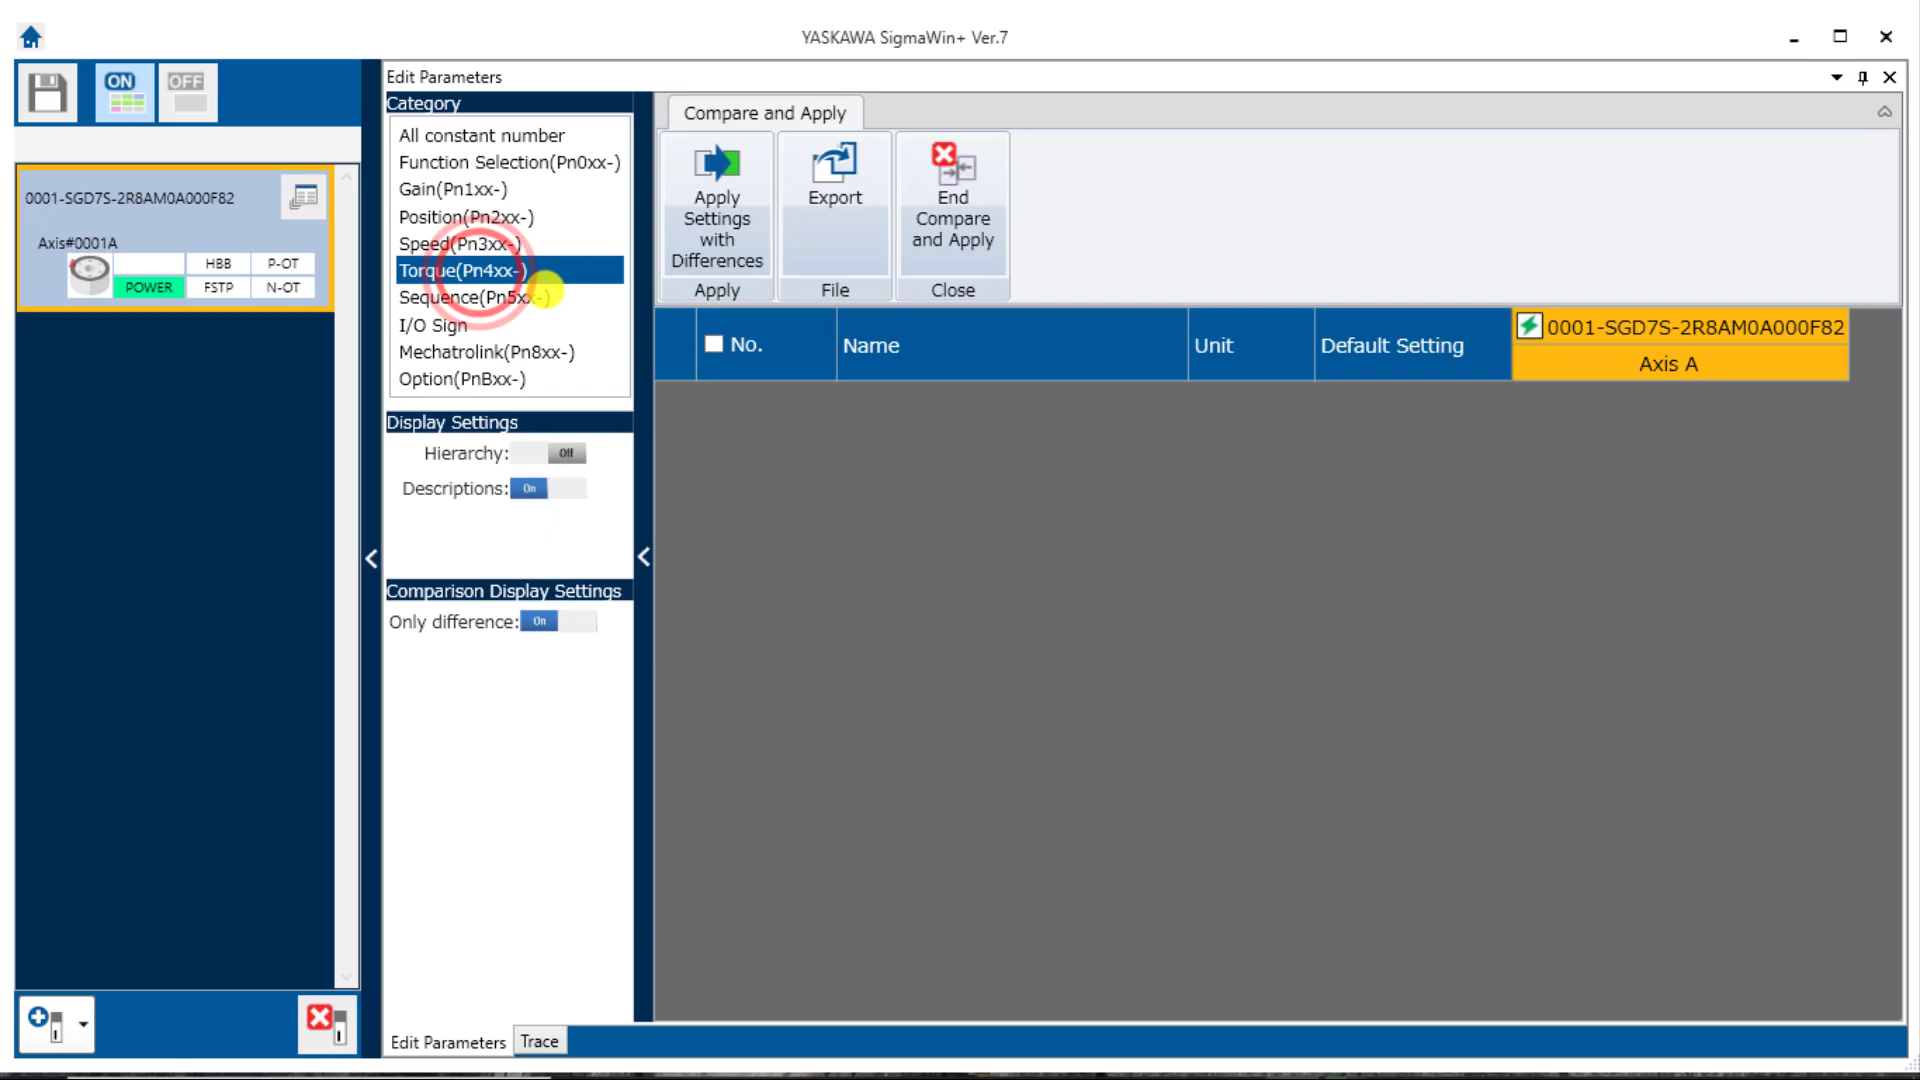 YASKAWA SigmaWin+ Ver.7
ON
OFF
0001-SGD7S-2R8AM0A000F82
Axis#0001A
HBB
P-OT
POWER
FSTP
N-OT
Edit Parameters
Category
All constant number
Function Selection(Pn0xx-)
Gain(Pn1xx-)
Position(Pn2xx-)
Speed(Pn3xx-)
Torque(Pn4xx-)
Sequence(Pn5xx-)
I/O Sign
Mechatrolink(Pn8xx-)
Option(PnBxx-)
Display Settings
Hierarchy:
Off
Descriptions:
On
Comparison Display Settings
Only difference:
On
Compare and Apply
Apply
Settings
with
Differences
Apply
Export
File
End
Compare
and Apply
Close
No.
Name
Unit
Default Setting
0001-SGD7S-2R8AM0A000F82
Axis A
Edit Parameters
Trace